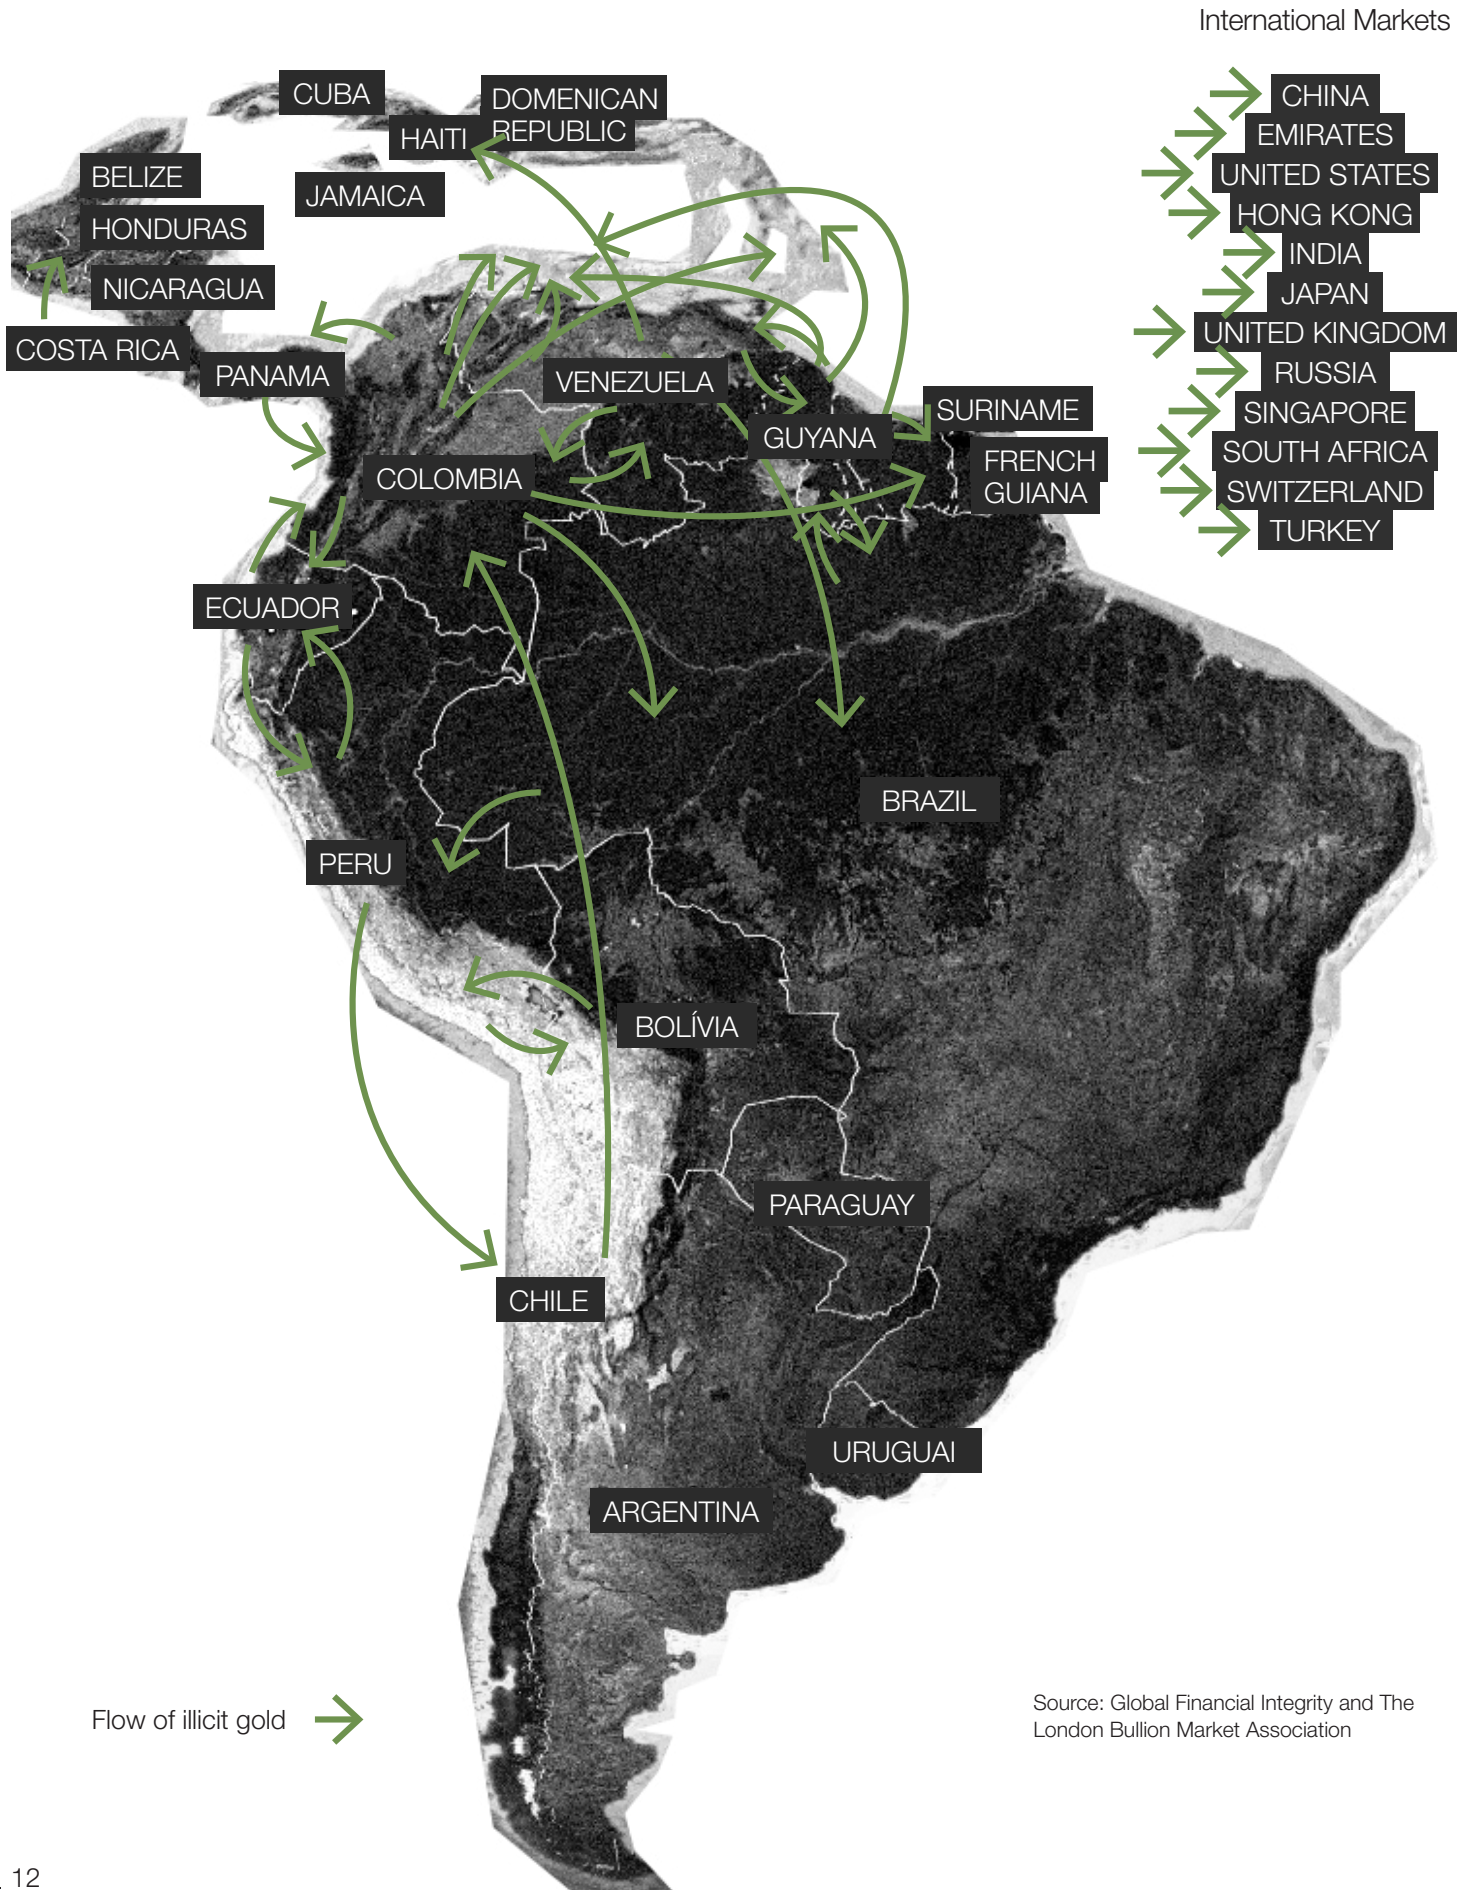 International Markets
CUBA
DOMENICAN
REPUBLIC
HAITI
BELIZE
JAMAICA
HONDURAS
NICARAGUA
COSTA RICA
PANAMA
VENEZUELA
GUYANA
SURINAME
FRENCH
GUIANA
COLOMBIA
ECUADOR
BRAZIL
PERU
BOLÍVIA
PARAGUAY
CHILE
URUGUAI
ARGENTINA
CHINA
EMIRATES
UNITED STATES
HONG KONG
INDIA
JAPAN
UNITED KINGDOM
RUSSIA
SINGAPORE
SOUTH AFRICA
SWITZERLAND
TURKEY
Flow of illicit gold
Source: Global Financial Integrity and The
London Bullion Market Association
12